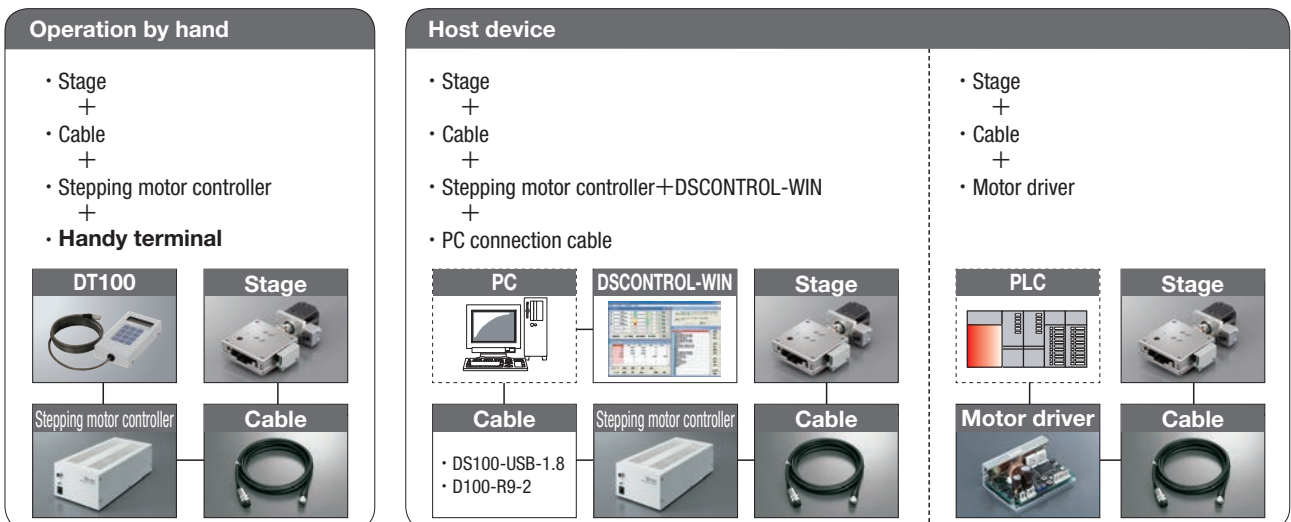 Operation by hand
・Stage
+
・Cable
+
・Stepping motor controller
+
・Handy terminal
DT100
Stage
Stepping motor controller
Cable
Host device
・Stage
+
・Cable
+
・Stepping motor controller+DSCONTROL-WIN
+
・PC connection cable
PC
DSCONTROL-WIN
Stage
Cable
・DS100-USB-1.8
・D100-R9-2
Stepping motor controller
Cable
・Stage
+
・Cable
+
・Motor driver
PLC
Stage
Motor driver
Cable